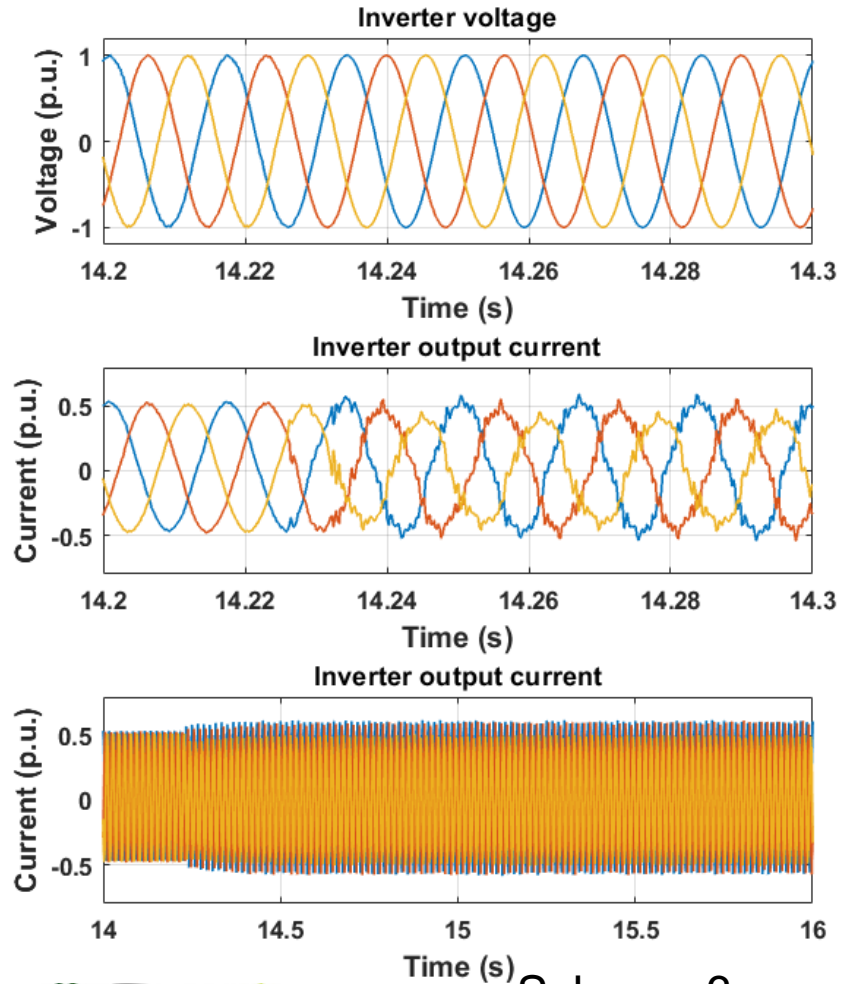 Inverter voltage
Voltage (p.u.)
1
0
-1
14.2 14.22 14.24 14.26 14.28 14.3
Time (s)
Inverter output current
Current (p.u.)
0.5
0
-0.5
14.2 14.22 14.24 14.26 14.28 14.3
Time (s)
Inverter output current
Current (p.u.)
0.5
0
-0.5
14 14.5 15 15.5 16
Time (s)